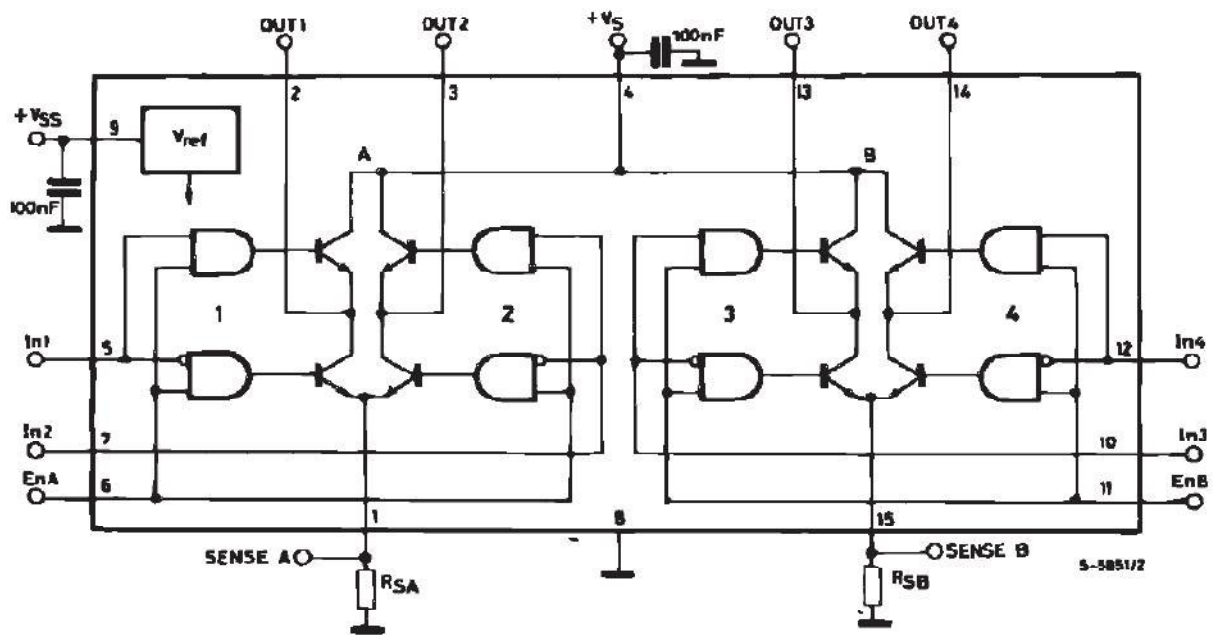 OUT1 OUT2 +VS 100nF OUT3 OUT4
2 3 4 13 14
+VSS 9 Vref
A B
100nF
1 2 3 4
In1 5 12 In4
In2 7 10 In3
EnA 6 11 EnB
1 8 15
SENSE A SENSE B
RSA RSB
S-5851/2